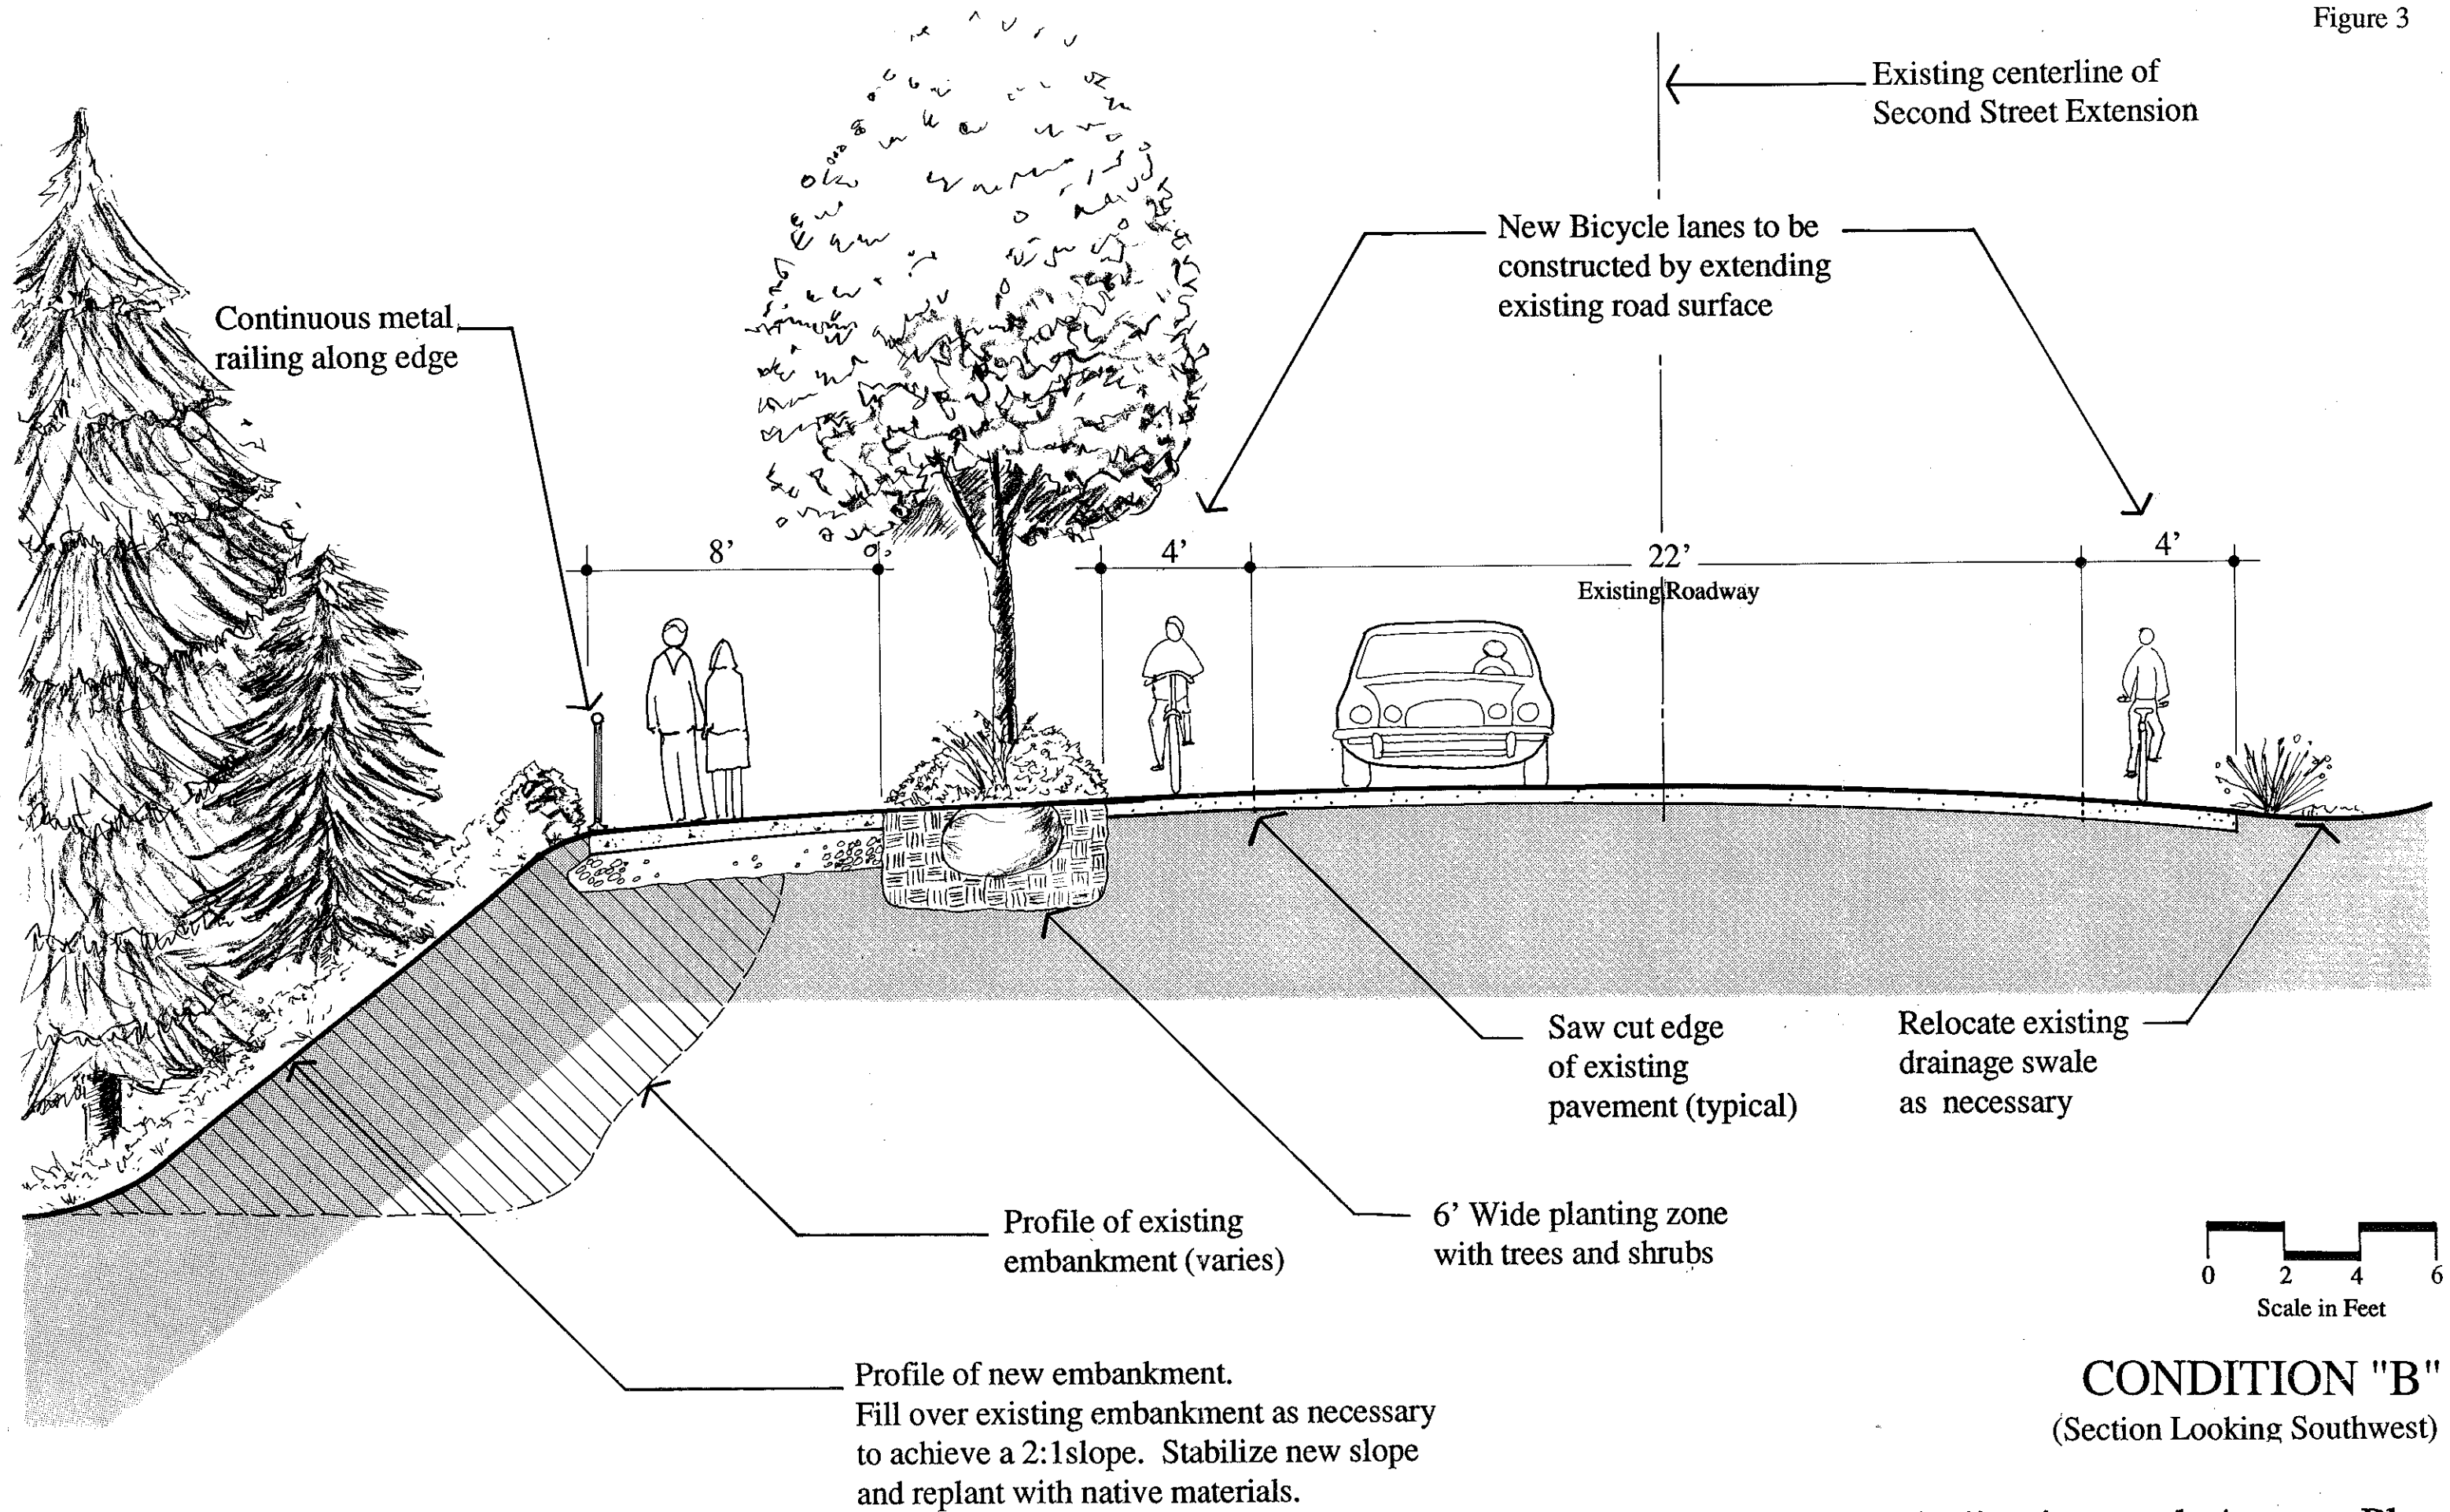 Figure 3
Existing centerline of
Second Street Extension
New Bicycle lanes to be
constructed by extending
existing road surface
Continuous metal
railing along edge
8’
4’
22’
4’
Existing Roadway
Saw cut edge
of existing
pavement (typical)
Relocate existing
drainage swale
as necessary
Profile of existing
embankment (varies)
6’ Wide planting zone
with trees and shrubs
0 2 4 6
Scale in Feet
Profile of new embankment.
Fill over existing embankment as necessary
to achieve a 2:1slope. Stabilize new slope
and replant with native materials.
CONDITION "B"
(Section Looking Southwest)